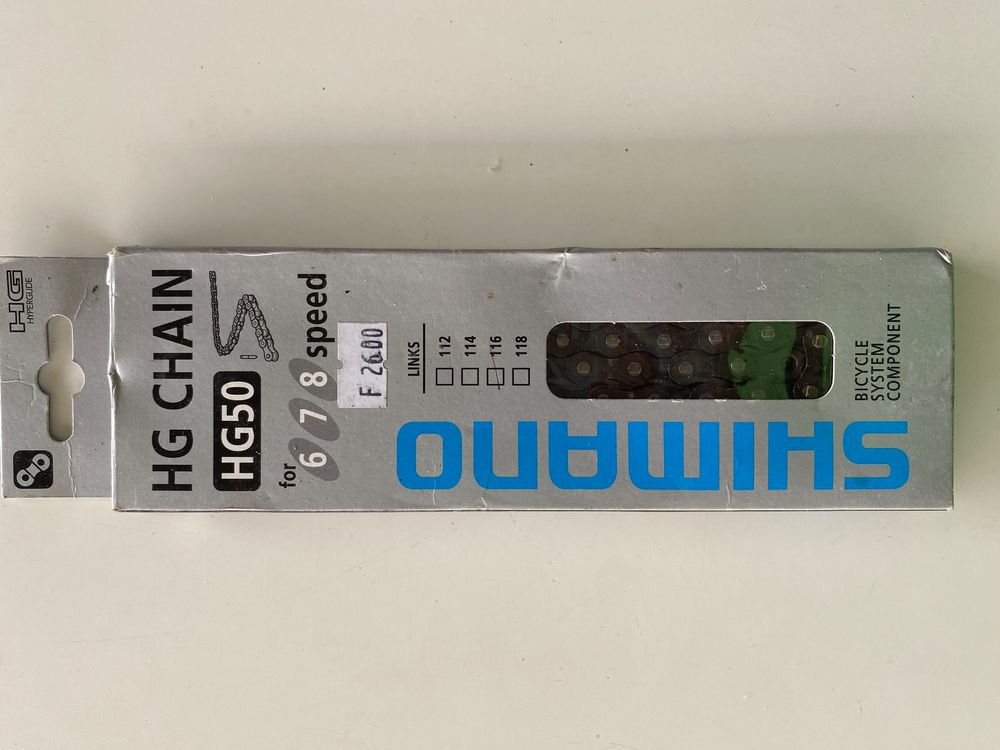 HG
HYPERGLIDE
HG CHAIN
HG50
for
6 7 8 speed
F 2600
LINKS
112
114
116
118
SHIMANO
BICYCLE
SYSTEM
COMPONENT